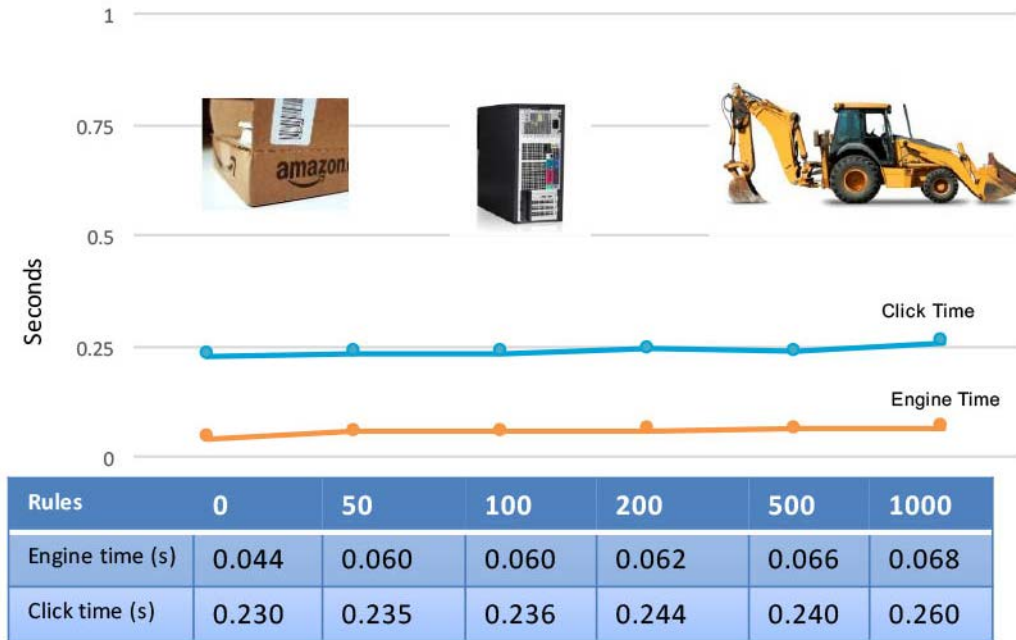 1
0.75
amazon
0.5
Seconds
Click Time
0.25
Engine Time
0
Rules 0 50 100 200 500 1000
Engine time (s) 0.044 0.060 0.060 0.062 0.066 0.068
Click time (s) 0.230 0.235 0.236 0.244 0.240 0.260